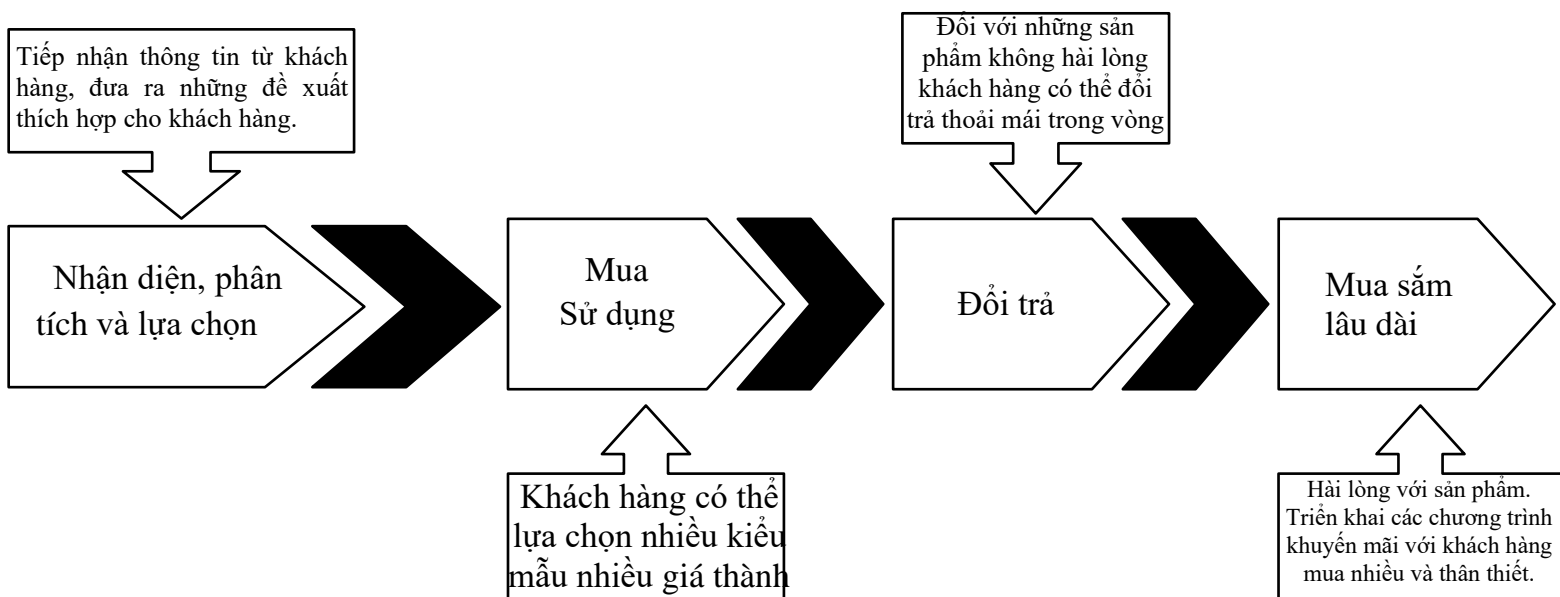 Tiếp nhận thông tin từ khách
hàng, đưa ra những đề xuất
thích hợp cho khách hàng.
Đối với những sản
phẩm không hài lòng
khách hàng có thể đổi
trả thoải mái trong vòng
Nhận diện, phân
tích và lựa chọn
Mua
Sử dụng
Đổi trả
Mua sắm
lâu dài
Khách hàng có thể
lựa chọn nhiều kiểu
mẫu nhiều giá thành
Hài lòng với sản phẩm.
Triển khai các chương trình
khuyến mãi với khách hàng
mua nhiều và thân thiết.